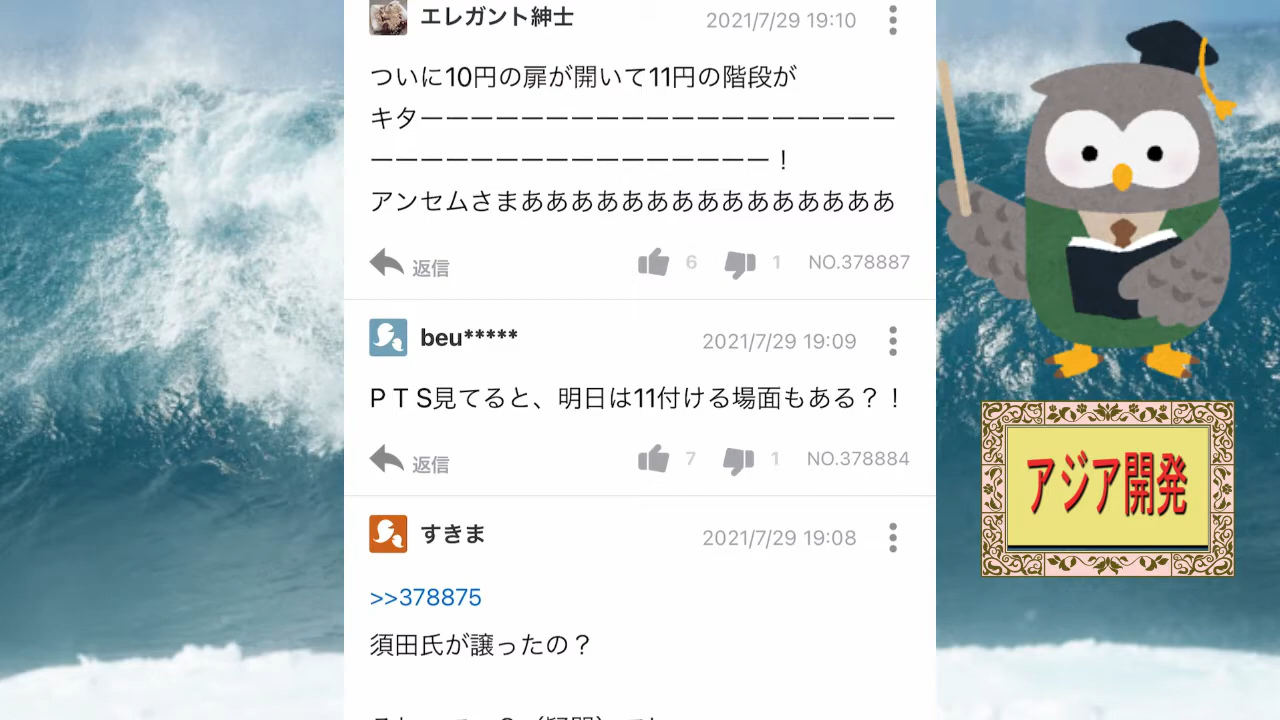 エレガント紳士
2021/7/29 19:10
ついに10円の扉が開いて11円の階段が
キターーーーーーーーーーーーーーーーーーー
ーーーーーーーーーーーーーーーー！
アンセムさまあああああああああああああああ
返信
6
1
NO.378887
beu*****
2021/7/29 19:09
ＰＴＳ見てると、明日は11付ける場面もある？！
返信
7
1
NO.378884
すきま
2021/7/29 19:08
>>378875
須田氏が譲ったの？
アジア開発